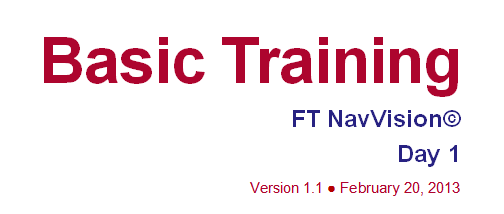 Basic Training
FT NavVision©
Day 1
Version 1.1 ● February 20, 2013